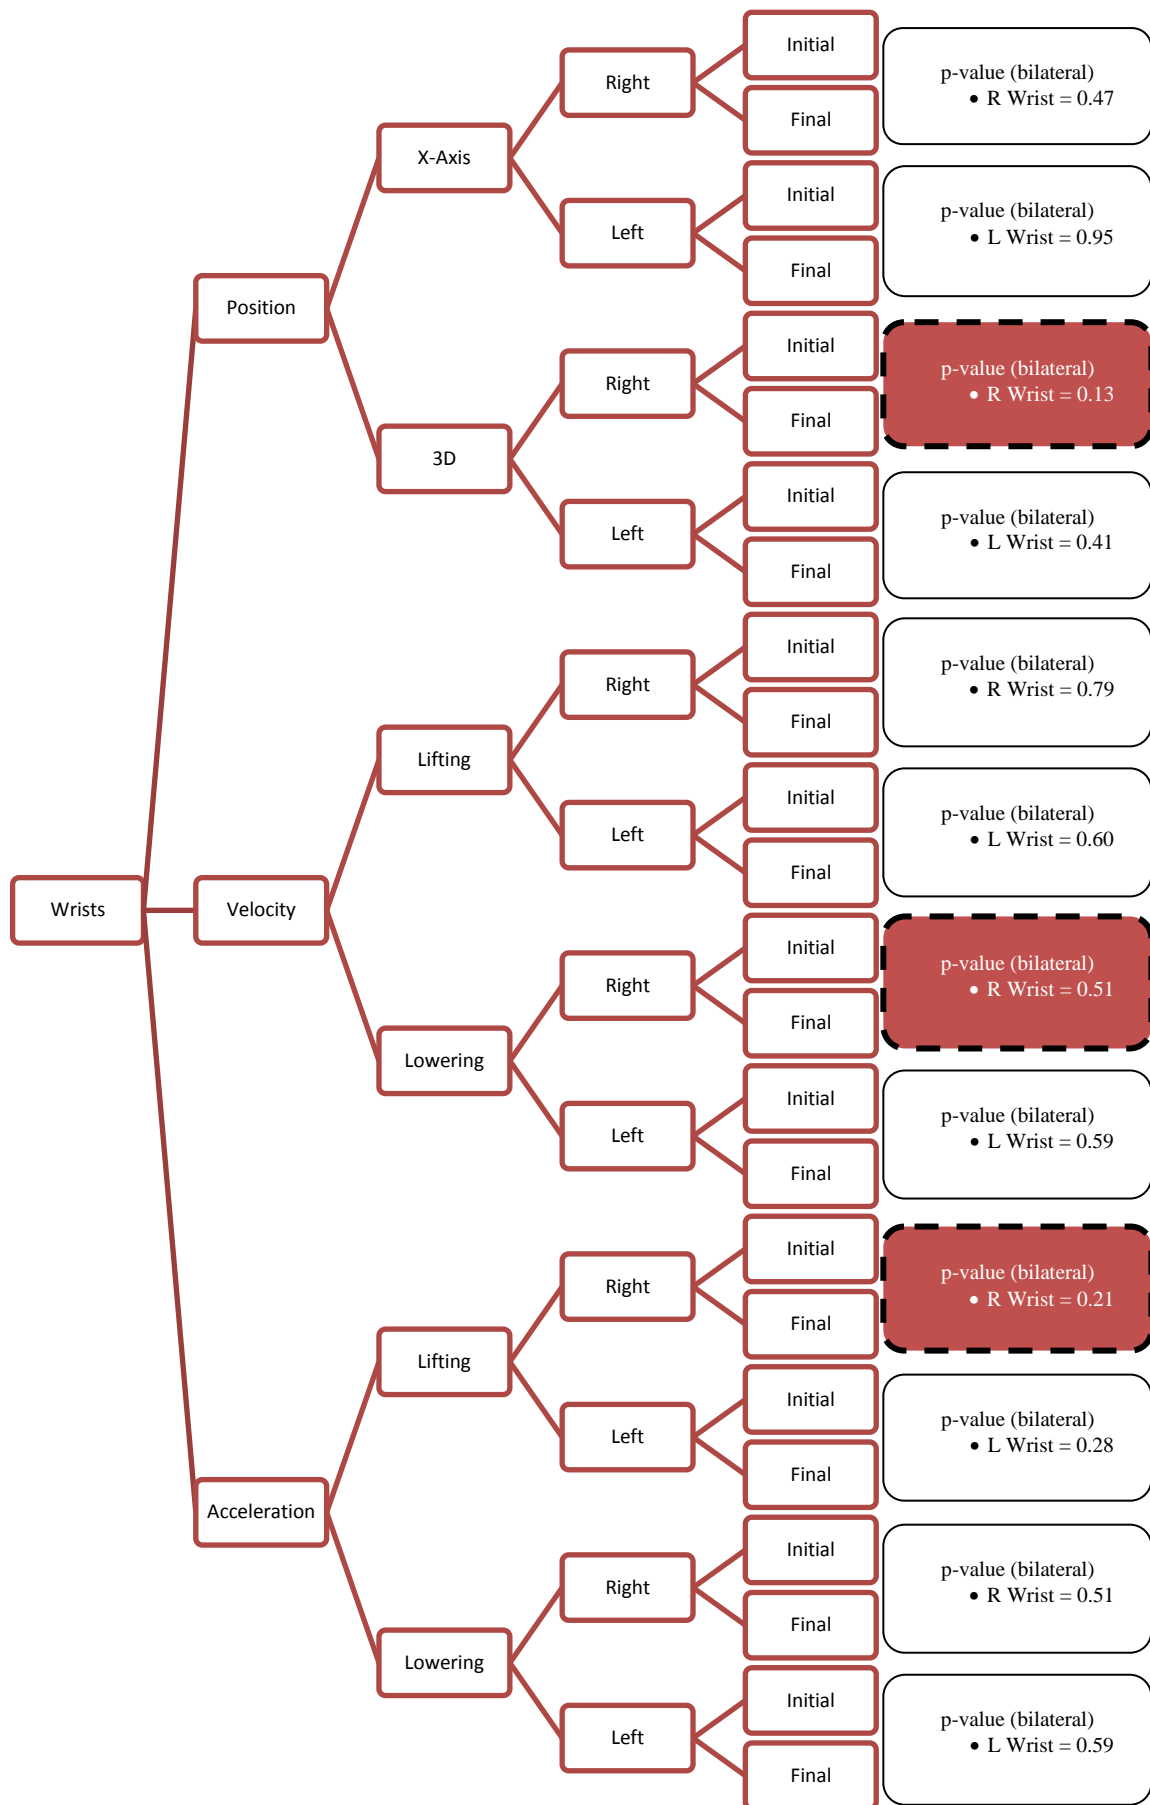 Wrists
Position
X-Axis
Right
Initial
Final
p-value (bilateral)
• R Wrist = 0.47
Left
Initial
Final
p-value (bilateral)
• L Wrist = 0.95
3D
Right
Initial
Final
p-value (bilateral)
• R Wrist = 0.13
Left
Initial
Final
p-value (bilateral)
• L Wrist = 0.41
Velocity
Lifting
Right
Initial
Final
p-value (bilateral)
• R Wrist = 0.79
Left
Initial
Final
p-value (bilateral)
• L Wrist = 0.60
Lowering
Right
Initial
Final
p-value (bilateral)
• R Wrist = 0.51
Left
Initial
Final
p-value (bilateral)
• L Wrist = 0.59
Acceleration
Lifting
Right
Initial
Final
p-value (bilateral)
• R Wrist = 0.21
Left
Initial
Final
p-value (bilateral)
• L Wrist = 0.28
Lowering
Right
Initial
Final
p-value (bilateral)
• R Wrist = 0.51
Left
Initial
Final
p-value (bilateral)
• L Wrist = 0.59